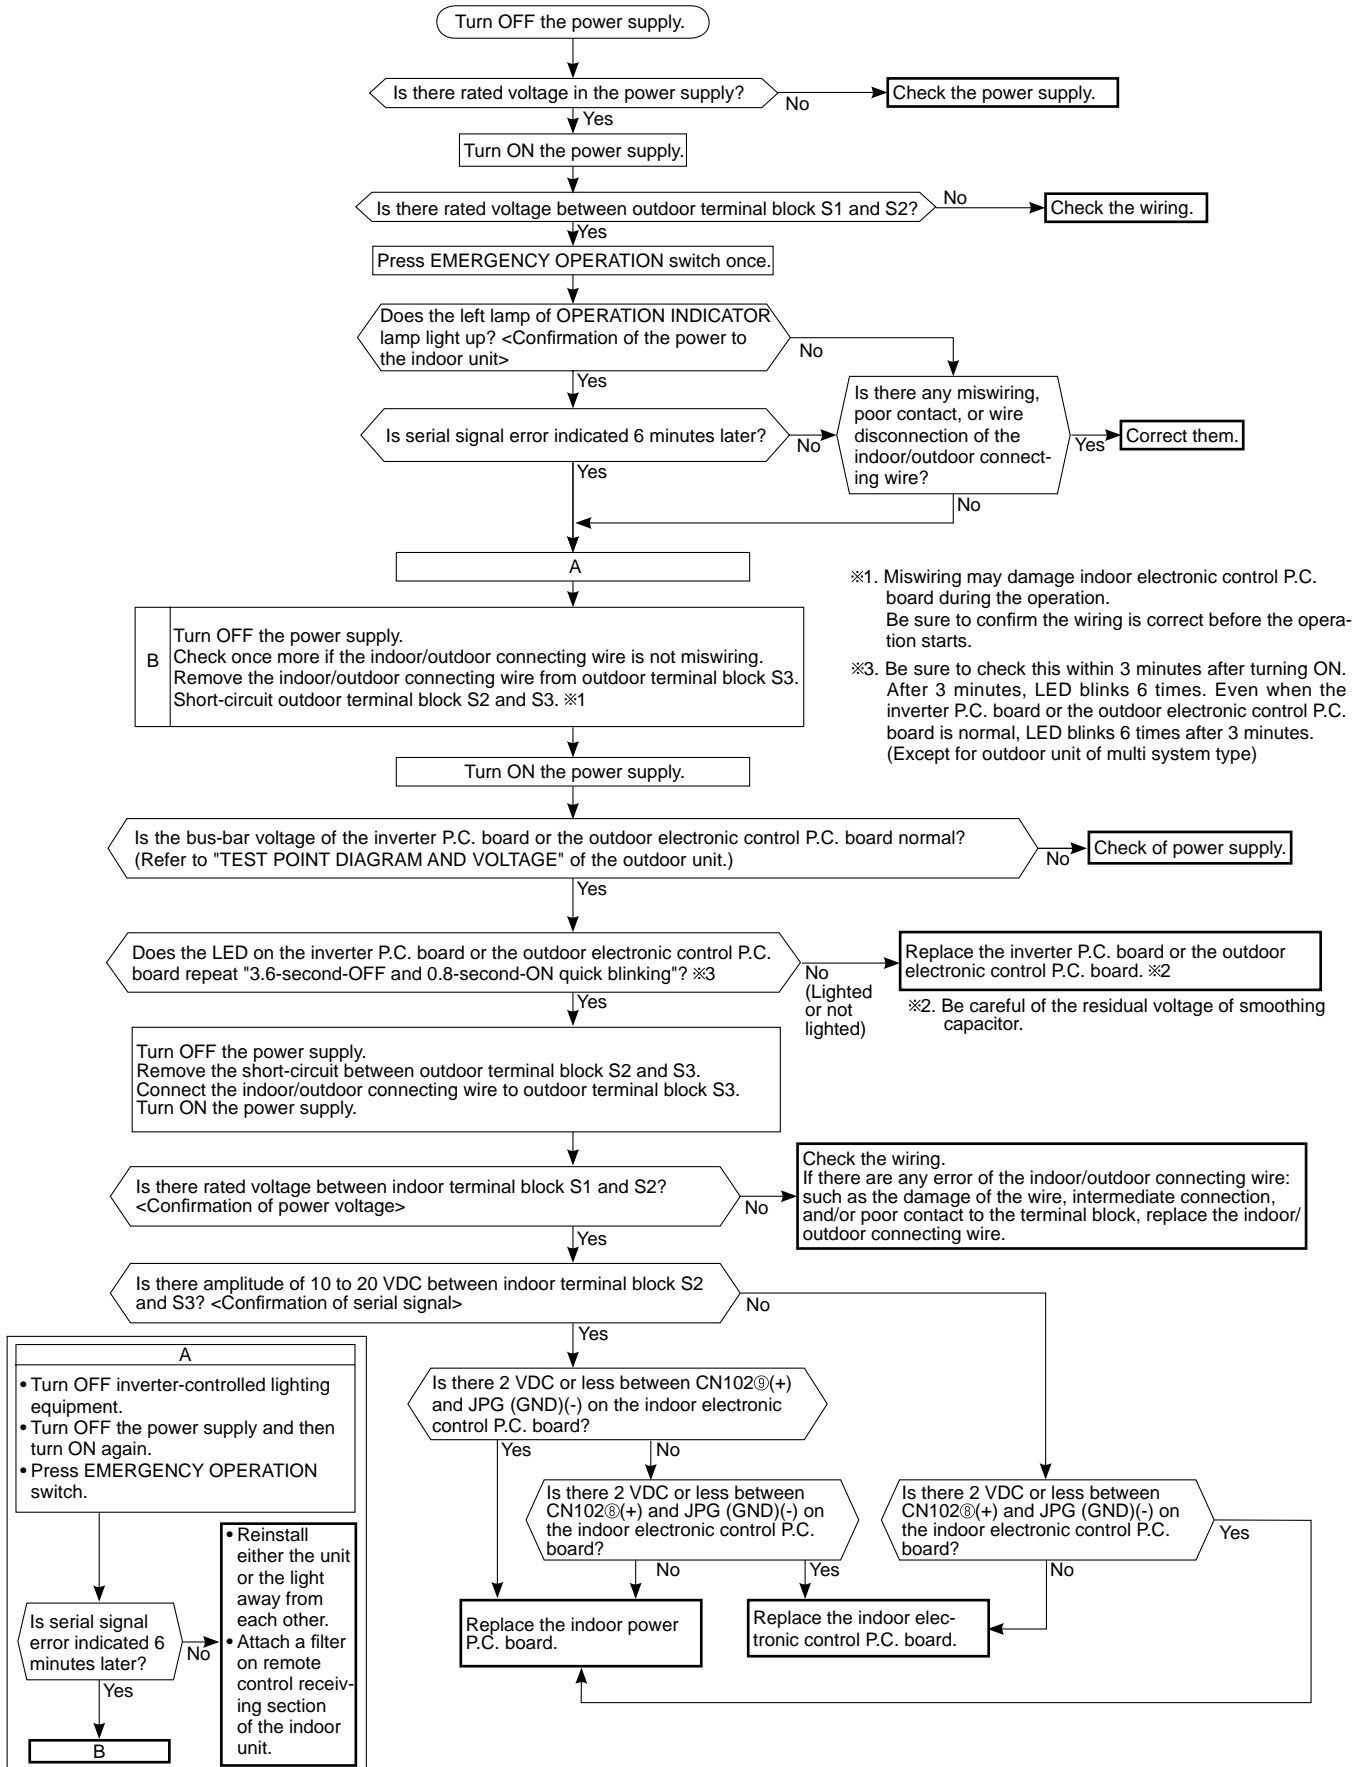 Turn OFF the power supply.
Is there rated voltage in the power supply?
No
Check the power supply.
Yes
Turn ON the power supply.
Is there rated voltage between outdoor terminal block S1 and S2?
No
Check the wiring.
Yes
Press EMERGENCY OPERATION switch once.
Does the left lamp of OPERATION INDICATOR
lamp light up? <Confirmation of the power to
the indoor unit>
No
Yes
Is there any miswiring,
poor contact, or wire
disconnection of the
indoor/outdoor connect-
ing wire?
Yes
Correct them.
Is serial signal error indicated 6 minutes later?
No
Yes
No
A
B
Turn OFF the power supply.
Check once more if the indoor/outdoor connecting wire is not miswiring.
Remove the indoor/outdoor connecting wire from outdoor terminal block S3.
Short-circuit outdoor terminal block S2 and S3. ※1
※1. Miswiring may damage indoor electronic control P.C.
board during the operation.
Be sure to confirm the wiring is correct before the opera-
tion starts.
※3. Be sure to check this within 3 minutes after turning ON.
After 3 minutes, LED blinks 6 times. Even when the
inverter P.C. board or the outdoor electronic control P.C.
board is normal, LED blinks 6 times after 3 minutes.
(Except for outdoor unit of multi system type)
Turn ON the power supply.
Is the bus-bar voltage of the inverter P.C. board or the outdoor electronic control P.C. board normal?
(Refer to "TEST POINT DIAGRAM AND VOLTAGE" of the outdoor unit.)
No
Check of power supply.
Yes
Does the LED on the inverter P.C. board or the outdoor electronic control P.C.
board repeat "3.6-second-OFF and 0.8-second-ON quick blinking"? ※3
No
(Lighted
or not
lighted)
Replace the inverter P.C. board or the outdoor
electronic control P.C. board. ※2
※2. Be careful of the residual voltage of smoothing
capacitor.
Yes
Turn OFF the power supply.
Remove the short-circuit between outdoor terminal block S2 and S3.
Connect the indoor/outdoor connecting wire to outdoor terminal block S3.
Turn ON the power supply.
Is there rated voltage between indoor terminal block S1 and S2?
<Confirmation of power voltage>
No
Check the wiring.
If there are any error of the indoor/outdoor connecting wire:
such as the damage of the wire, intermediate connection,
and/or poor contact to the terminal block, replace the indoor/
outdoor connecting wire.
Yes
Is there amplitude of 10 to 20 VDC between indoor terminal block S2
and S3? <Confirmation of serial signal>
No
Yes
Is there 2 VDC or less between CN102⑨(+)
and JPG (GND)(-) on the indoor electronic
control P.C. board?
Yes
No
Is there 2 VDC or less between
CN102⑧(+) and JPG (GND)(-) on
the indoor electronic control P.C.
board?
No
Yes
Is there 2 VDC or less between
CN102⑧(+) and JPG (GND)(-) on
the indoor electronic control P.C.
board?
Yes
No
Replace the indoor power
P.C. board.
Replace the indoor elec-
tronic control P.C. board.
A
• Turn OFF inverter-controlled lighting
equipment.
• Turn OFF the power supply and then
turn ON again.
• Press EMERGENCY OPERATION
switch.
Is serial signal
error indicated 6
minutes later?
No
Yes
B
• Reinstall
either the unit
or the light
away from
each other.
• Attach a filter
on remote
control receiv-
ing section
of the indoor
unit.